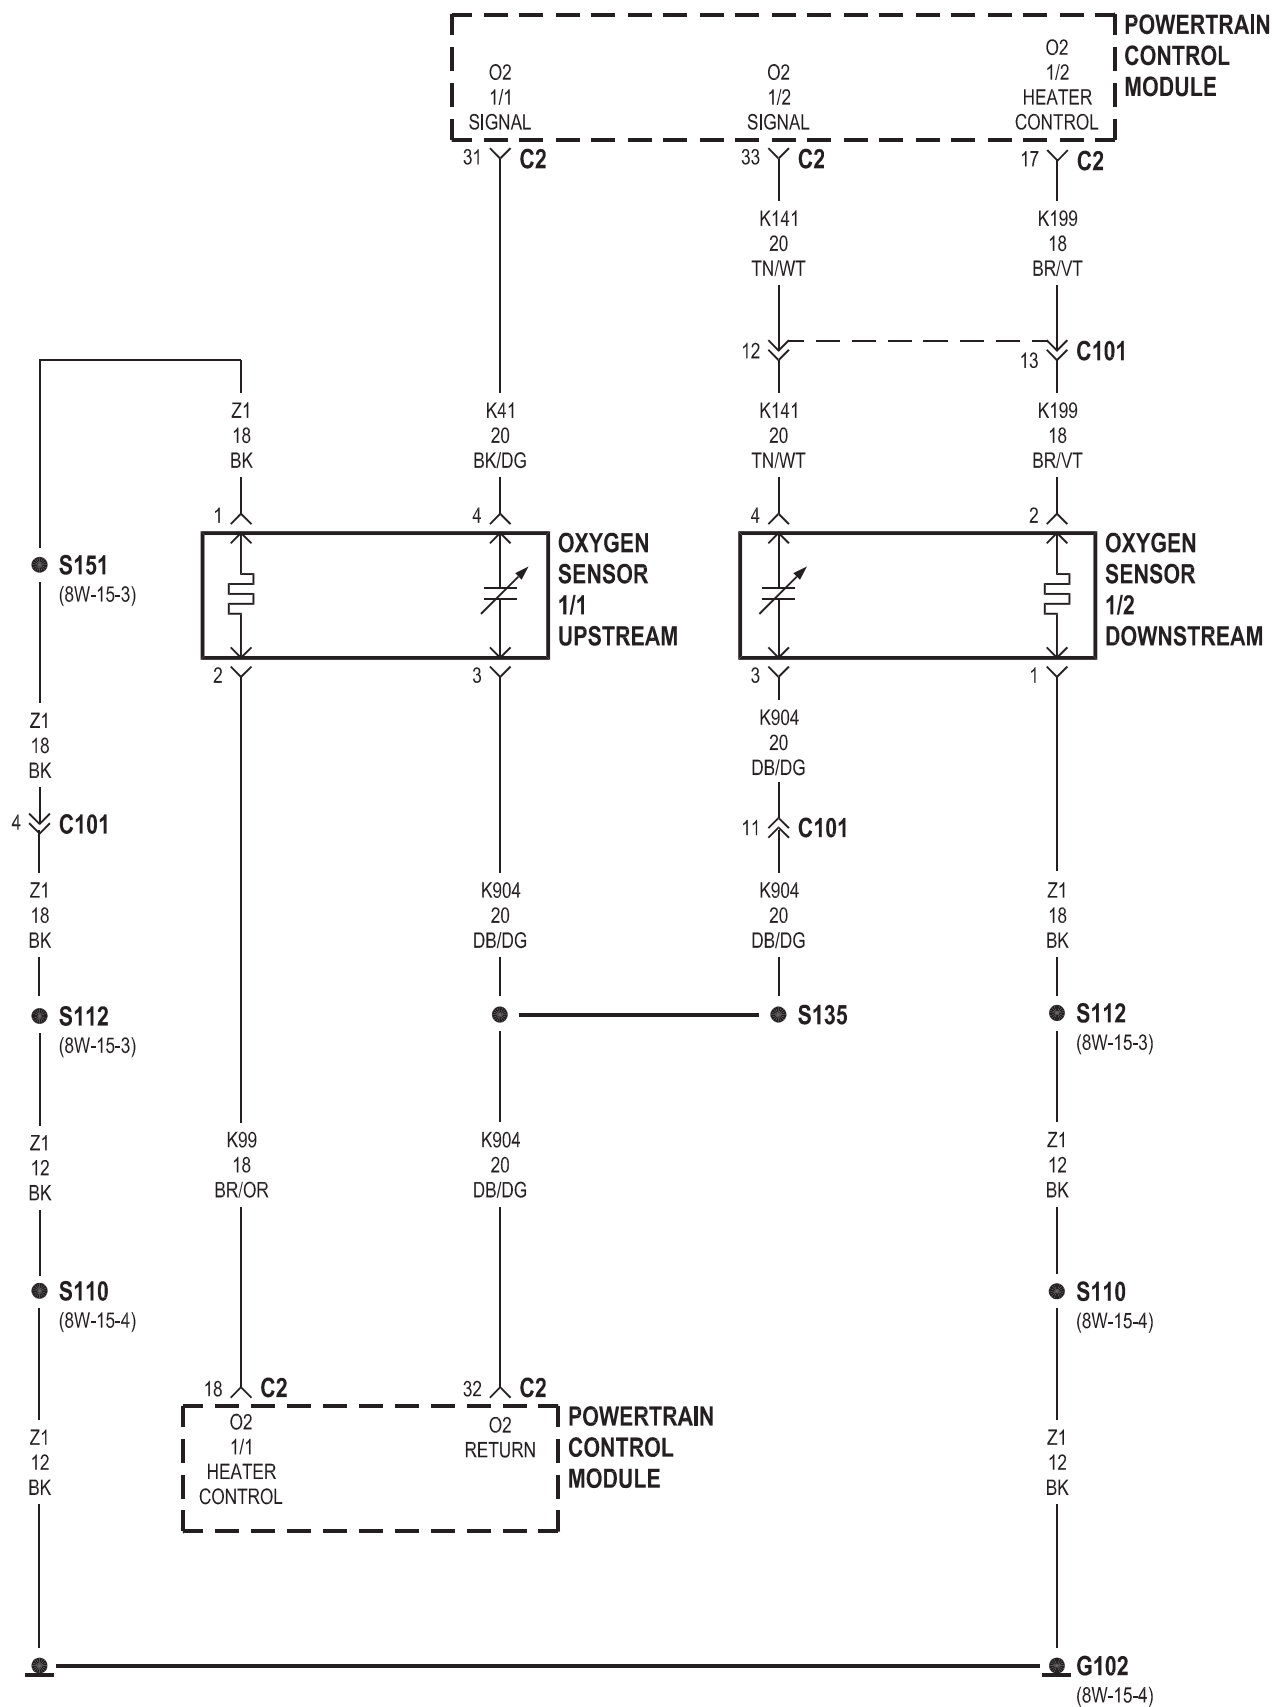 POWERTRAIN
CONTROL
MODULE
O2
1/1
SIGNAL
O2
1/2
SIGNAL
O2
1/2
HEATER
CONTROL
31 C2
33 C2
17 C2
K141
20
TN/WT
K199
18
BR/VT
12
13 C101
Z1
18
BK
K41
20
BK/DG
K141
20
TN/WT
K199
18
BR/VT
1
4
4
2
OXYGEN
SENSOR
1/1
UPSTREAM
OXYGEN
SENSOR
1/2
DOWNSTREAM
S151
(8W-15-3)
2
3
3
1
Z1
18
BK
K904
20
DB/DG
4 C101
11 C101
Z1
18
BK
K904
20
DB/DG
K904
20
DB/DG
Z1
18
BK
S112
(8W-15-3)
S135
S112
(8W-15-3)
Z1
12
BK
K99
18
BR/OR
K904
20
DB/DG
Z1
12
BK
S110
(8W-15-4)
S110
(8W-15-4)
18 C2
32 C2
O2
1/1
HEATER
CONTROL
O2
RETURN
POWERTRAIN
CONTROL
MODULE
Z1
12
BK
Z1
12
BK
G102
(8W-15-4)